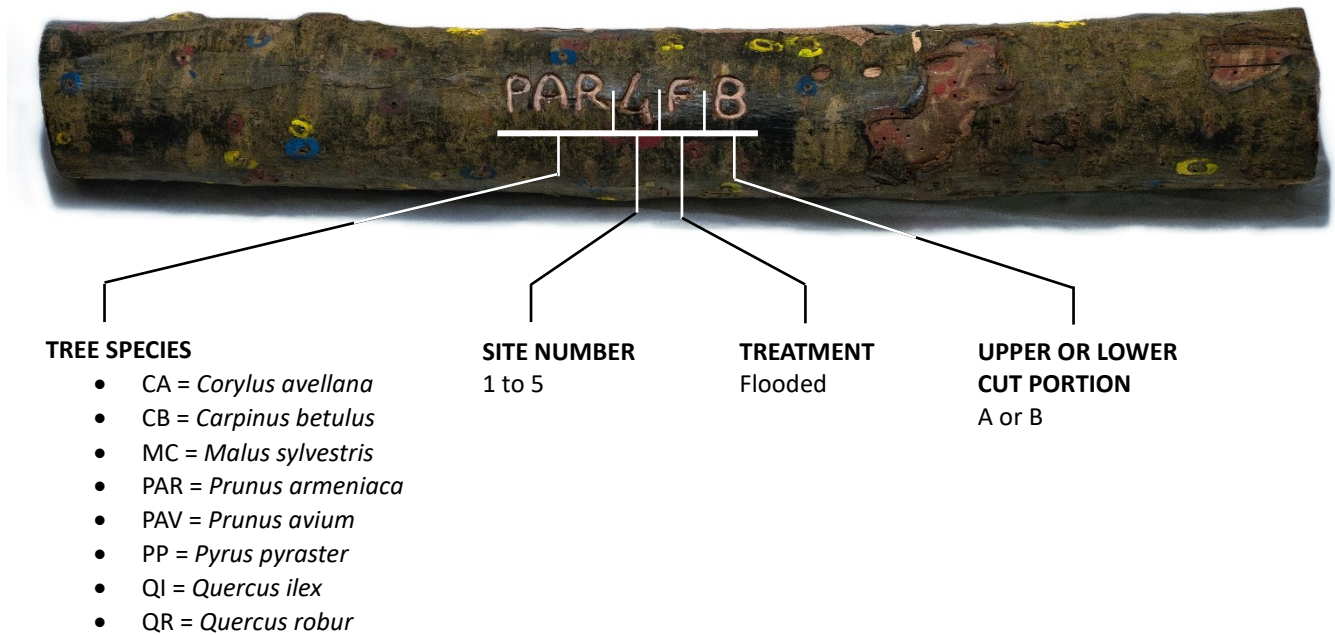 PAR4FB
TREE SPECIES
• CA = Corylus avellana
• CB = Carpinus betulus
• MC = Malus sylvestris
• PAR = Prunus armeniaca
• PAV = Prunus avium
• PP = Pyrus pyraster
• QI = Quercus ilex
• QR = Quercus robur
SITE NUMBER
1 to 5
TREATMENT
Flooded
UPPER OR LOWER
CUT PORTION
A or B